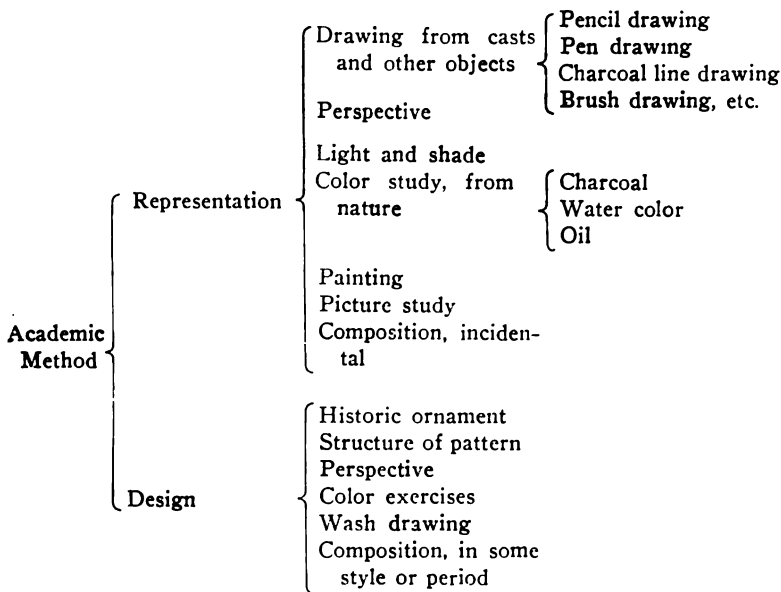 Academic
Method
Representation
Drawing from casts
and other objects
Pencil drawing
Pen drawing
Charcoal line drawing
Brush drawing, etc.
Perspective
Light and shade
Color study, from
nature
Charcoal
Water color
Oil
Painting
Picture study
Composition, inciden-
tal
Design
Historic ornament
Structure of pattern
Perspective
Color exercises
Wash drawing
Composition, in some
style or period